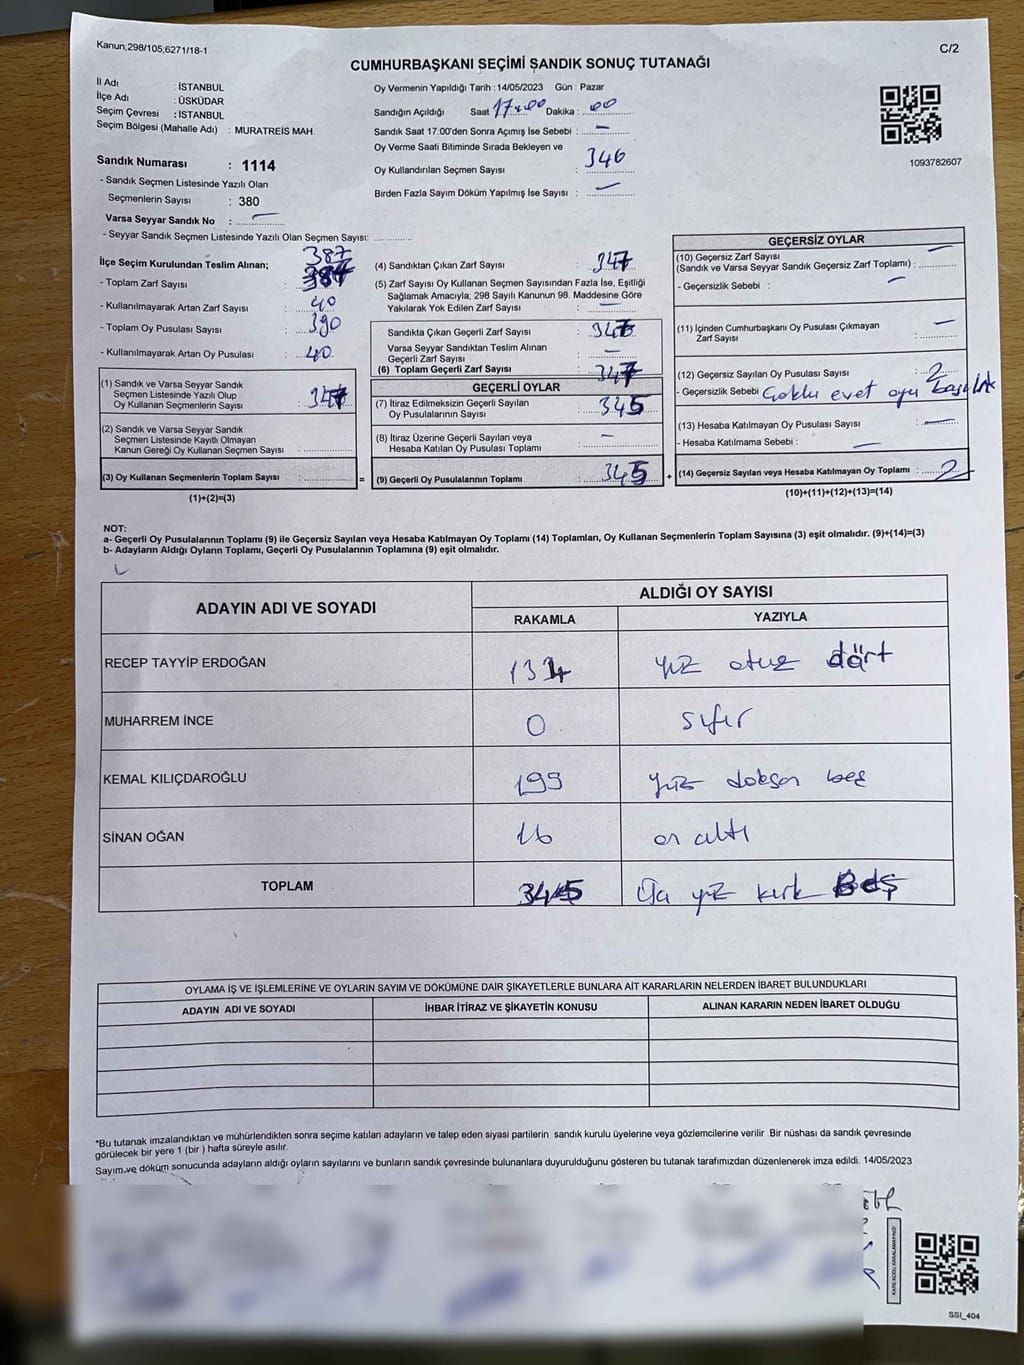 Kanun;298/105;6271/18-1
C/2
CUMHURBAŞKANI SEÇİMİ SANDIK SONUÇ TUTANAĞI
İl Adı : İSTANBUL
İlçe Adı : ÜSKÜDAR
Seçim Çevresi : İSTANBUL
Seçim Bölgesi (Mahalle Adı) : MURATREİS MAH.
Sandık Numarası : 1114
- Sandık Seçmen Listesinde Yazılı Olan
Seçmenlerin Sayısı : 380
Varsa Seyyar Sandık No : —
- Seyyar Sandık Seçmen Listesinde Yazılı Olan Seçmen Sayısı:
Oy Vermenin Yapıldığı Tarih : 14/05/2023 Gün : Pazar
Sandığın Açıldığı Saat 17:00 Dakika : 00
Sandık Saat 17.00'den Sonra Açımış İse Sebebi : —
Oy Verme Saati Bitiminde Sırada Bekleyen ve
Oy Kullandırılan Seçmen Sayısı : 346
Birden Fazla Sayım Döküm Yapılmış İse Sayısı : —
1093782607
İlçe Seçim Kurulundan Teslim Alınan; 387
- Toplam Zarf Sayısı :
- Kullanılmayarak Artan Zarf Sayısı : 40
- Toplam Oy Pusulası Sayısı : 390
- Kullanılmayarak Artan Oy Pusulası : 40
(1) Sandık ve Varsa Seyyar Sandık
Seçmen Listesinde Yazılı Olup
Oy Kullanan Seçmenlerin Sayısı : 347
(2) Sandık ve Varsa Seyyar Sandık
Seçmen Listesinde Kayıtlı Olmayan
Kanun Gereği Oy Kullanan Seçmen Sayısı :
(3) Oy Kullanan Seçmenlerin Toplam Sayısı :
(1)+(2)=(3)
(4) Sandıktan Çıkan Zarf Sayısı : 347
(5) Zarf Sayısı Oy Kullanan Seçmen Sayısından Fazla İse, Eşitliği
Sağlamak Amacıyla; 298 Sayılı Kanunun 98. Maddesine Göre
Yakılarak Yok Edilen Zarf Sayısı : —
Sandıkta Çıkan Geçerli Zarf Sayısı :
Varsa Seyyar Sandıktan Teslim Alınan
Geçerli Zarf Sayısı : —
(6) Toplam Geçerli Zarf Sayısı : 347
GEÇERLİ OYLAR
(7) İtiraz Edilmeksizin Geçerli Sayılan
Oy Pusulalarının Sayısı : 345
(8) İtiraz Üzerine Geçerli Sayılan veya
Hesaba Katılan Oy Pusulası Toplamı : —
(9) Geçerli Oy Pusulalarının Toplamı : 345
GEÇERSİZ OYLAR
(10) Geçersiz Zarf Sayısı —
(Sandık ve Varsa Seyyar Sandık Geçersiz Zarf Toplamı) :
- Geçersizlik Sebebi : —
(11) İçinden Cumhurbaşkanı Oy Pusulası Çıkmayan
Zarf Sayısı : —
(12) Geçersiz Sayılan Oy Pusulası Sayısı : 2
- Geçersizlik Sebebi Çoklu evet oyu
(13) Hesaba Katılmayan Oy Pusulası Sayısı : —
- Hesaba Katılmama Sebebi : —
(14) Geçersiz Sayılan veya Hesaba Katılmayan Oy Toplamı : 2
(10)+(11)+(12)+(13)=(14)
NOT:
a- Geçerli Oy Pusulalarının Toplamı (9) ile Geçersiz Sayılan veya Hesaba Katılmayan Oy Toplamı (14) Toplamları, Oy Kullanan Seçmenlerin Toplam Sayısına (3) eşit olmalıdır. (9)+(14)=(3)
b- Adayların Aldığı Oyların Toplamı, Geçerli Oy Pusulalarının Toplamına (9) eşit olmalıdır.
ADAYIN ADI VE SOYADI
ALDIĞI OY SAYISI
RAKAMLA YAZIYLA
RECEP TAYYİP ERDOĞAN 134 yüz otuz dört
MUHARREM İNCE 0 sıfır
KEMAL KILIÇDAROĞLU 195 yüz doksan beş
SİNAN OĞAN 16 on altı
TOPLAM 345 Üç yüz kırk Beş
OYLAMA İŞ VE İŞLEMLERİNE VE OYLARIN SAYIM VE DÖKÜMÜNE DAİR ŞİKAYETLERLE BUNLARA AİT KARARLARIN NELERDEN İBARET BULUNDUKLARI
ADAYIN ADI VE SOYADI İHBAR İTİRAZ VE ŞİKAYETİN KONUSU ALINAN KARARIN NEDEN İBARET OLDUĞU
*Bu tutanak imzalandıktan ve mühürlendikten sonra seçime katılan adayların ve talep eden siyasi partilerin sandık kurulu üyelerine veya gözlemcilerine verilir .Bir nüshası da sandık çevresinde
görülecek bir yere 1 (bir ) hafta süreyle asılır.
Sayım ve döküm sonucunda adayların aldığı oyların sayılarını ve bunların sandık çevresinde bulunanlara duyurulduğunu gösteren bu tutanak tarafımızdan düzenlenerek imza edildi. 14/05/2023
KARE KODU KARALAMAYINIZ!
SSI_404